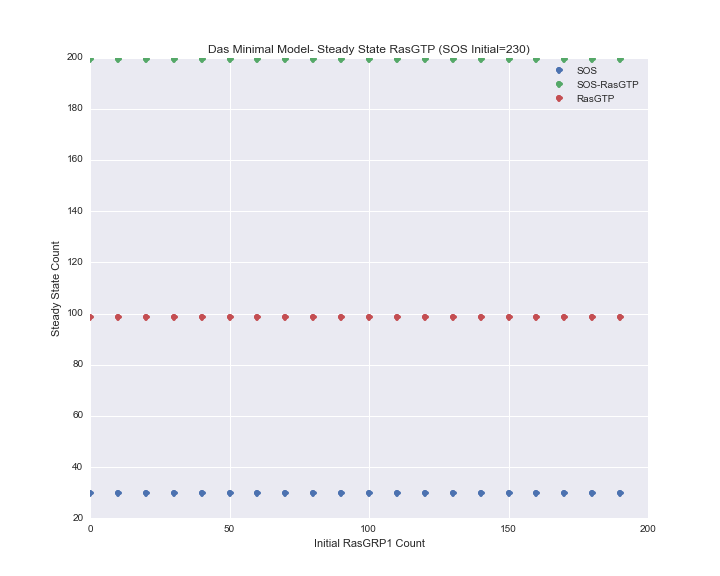 Das Minimal Model- Steady State RasGTP (SOS Initial=230)
200
SOS
SOS-RasGTP
RasGTP
180
160
140
120
100
80
60
40
20
Steady State Count
0 50 100 150 200
Initial RasGRP1 Count